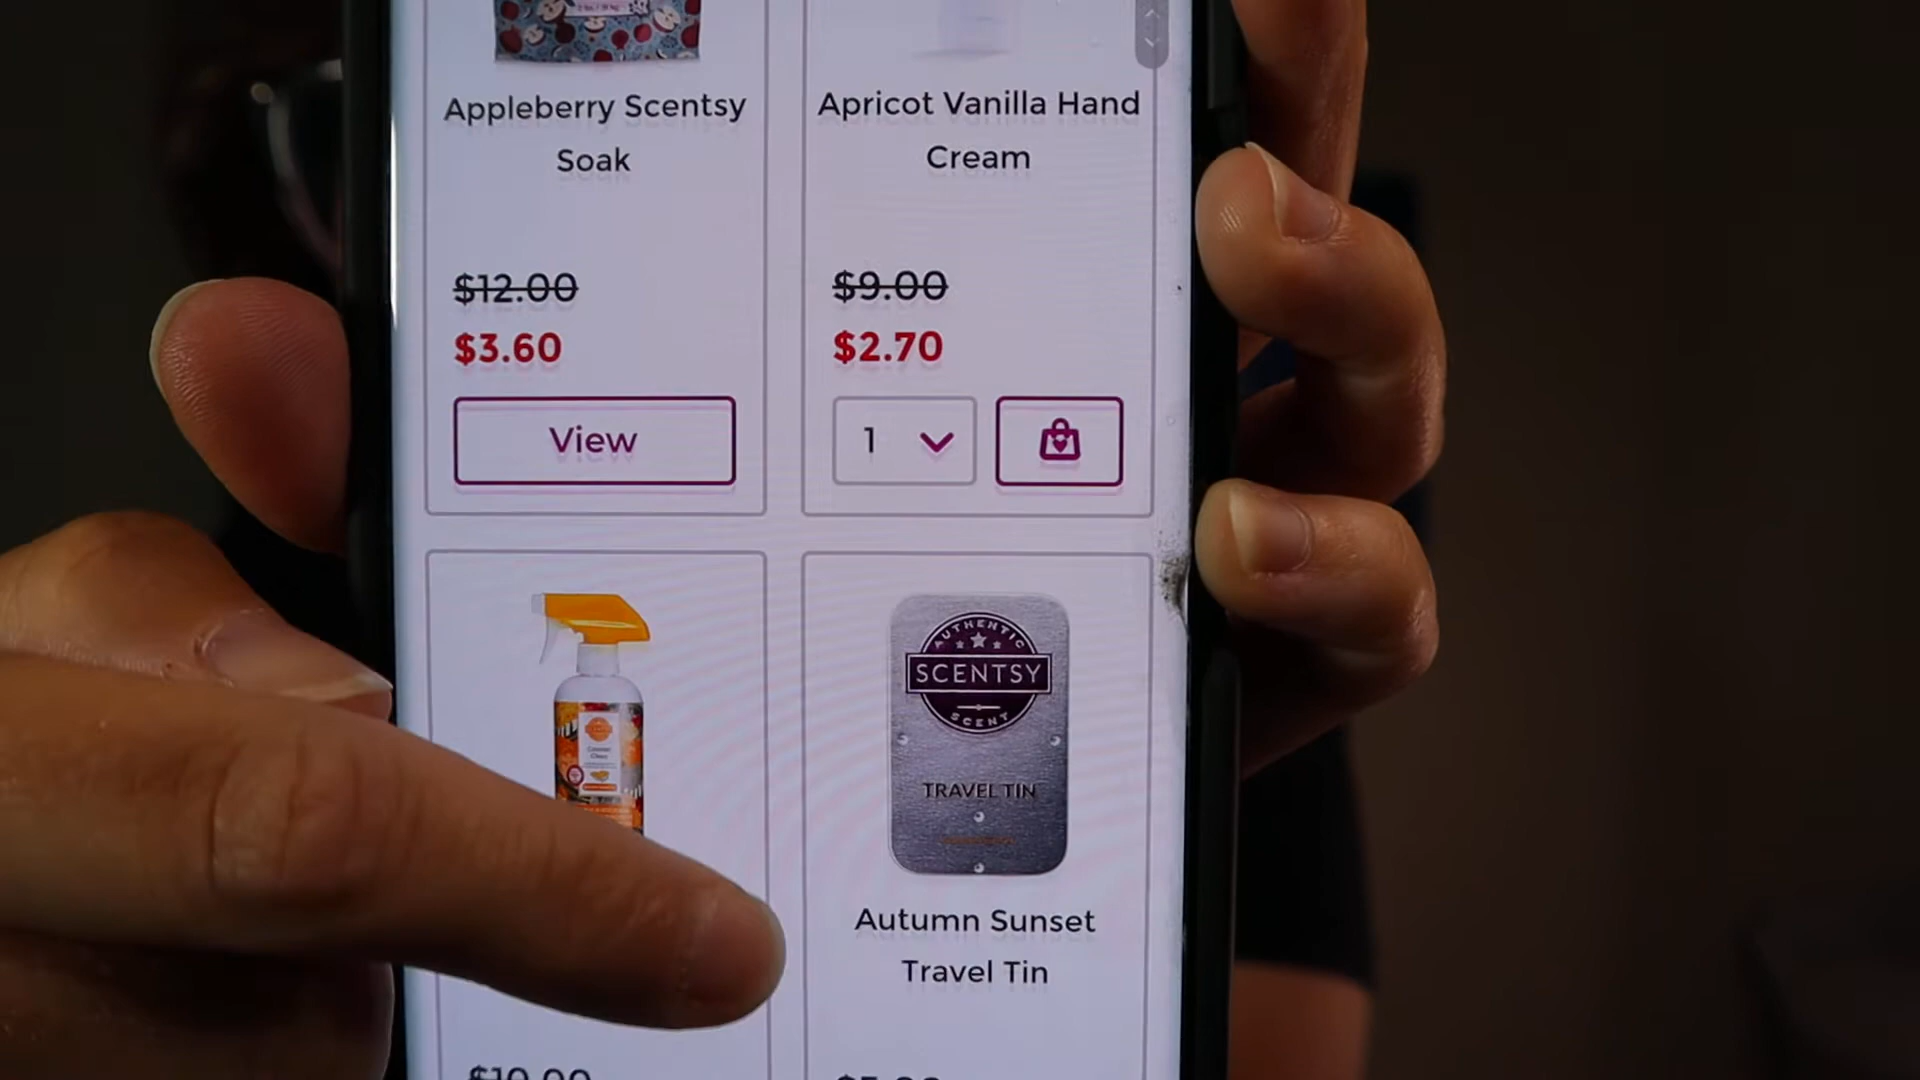 Appleberry Scentsy
Soak
$12.00
$3.60
View
Apricot Vanilla Hand
Cream
$9.00
$2.70
1
AUTHENTIC
SCENTSY
SCENT
TRAVEL TIN
Autumn Sunset
Travel Tin
$10.00